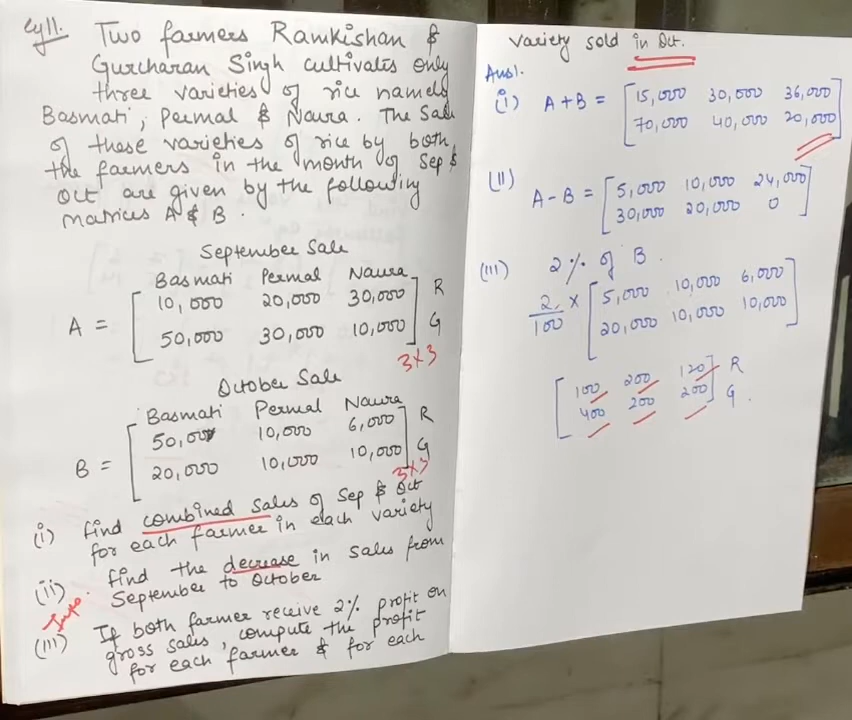 Eg11. Two farmers Ramkishan &
Gurcharan Singh cultivates only
three varieties of rice namely
Basmati, Permal & Naura. The Sale
of these varieties of rice by both
the farmers in the month of Sep &
Oct are given by the following
matrices A & B.
September Sale
Basmati Permal Naura
10,000 20,000 30,000 R
A =
50,000 30,000 10,000 G
3×3
October Sale
Basmati Permal Naura
50,00 10,000 6,000 R
B =
20,000 10,000 10,000 G
3×3
(i) find combined sales of Sep & Oct
for each farmer in each variety
(ii). find the decrease in sales from
September to October
Imp.
(III) If both farmer receive 2% profit on
gross sales, compute the profit
for each farmer & for each
variety sold in Oct.
Ans1.
(i) A+B = [15,000 30,000 36,000
70,000 40,000 20,000]
(II)
A-B = [5,000 10,000 24,000
30,000 20,000 0]
(III) 2% of B.
2/100 × [5,000 10,000 6,000
20,000 10,000 10,000]
[100 200 120] R
400 200 200 G.